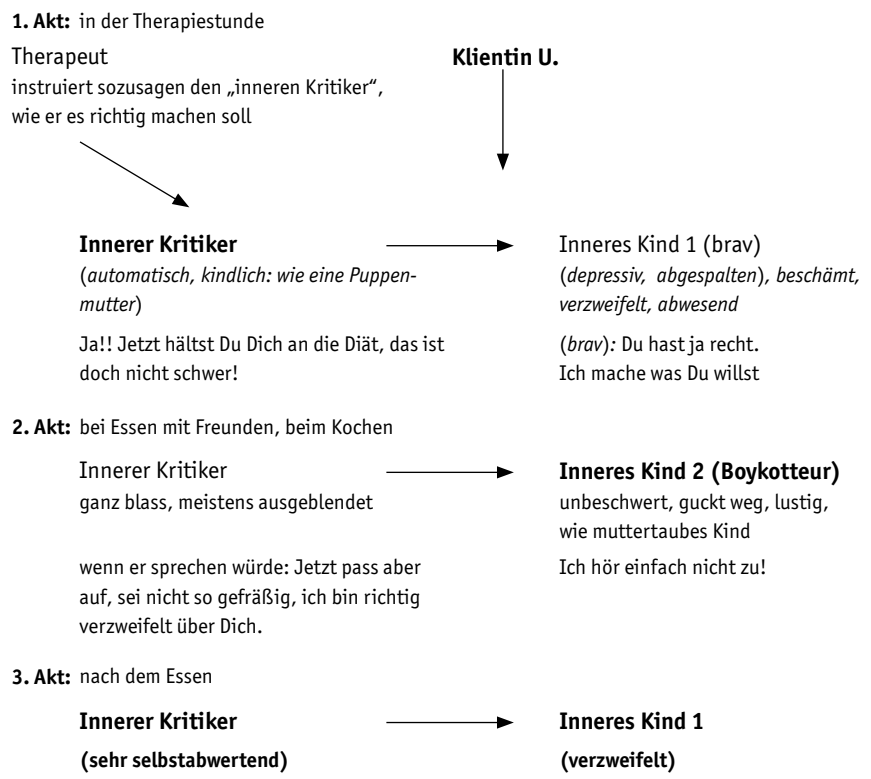 1. Akt: in der Therapiestunde
Therapeut
instruiert sozusagen den „inneren Kritiker“,
wie er es richtig machen soll
Klientin U.
Innerer Kritiker
(automatisch, kindlich: wie eine Puppen-
mutter)
Ja!! Jetzt hältst Du Dich an die Diät, das ist
doch nicht schwer!
Inneres Kind 1 (brav)
(depressiv, abgespalten), beschämt,
verzweifelt, abwesend
(brav): Du hast ja recht.
Ich mache was Du willst
2. Akt: bei Essen mit Freunden, beim Kochen
Innerer Kritiker
ganz blass, meistens ausgeblendet
wenn er sprechen würde: Jetzt pass aber
auf, sei nicht so gefräßig, ich bin richtig
verzweifelt über Dich.
Inneres Kind 2 (Boykotteur)
unbeschwert, guckt weg, lustig,
wie muttertaubes Kind
Ich hör einfach nicht zu!
3. Akt: nach dem Essen
Innerer Kritiker
(sehr selbstabwertend)
Inneres Kind 1
(verzweifelt)